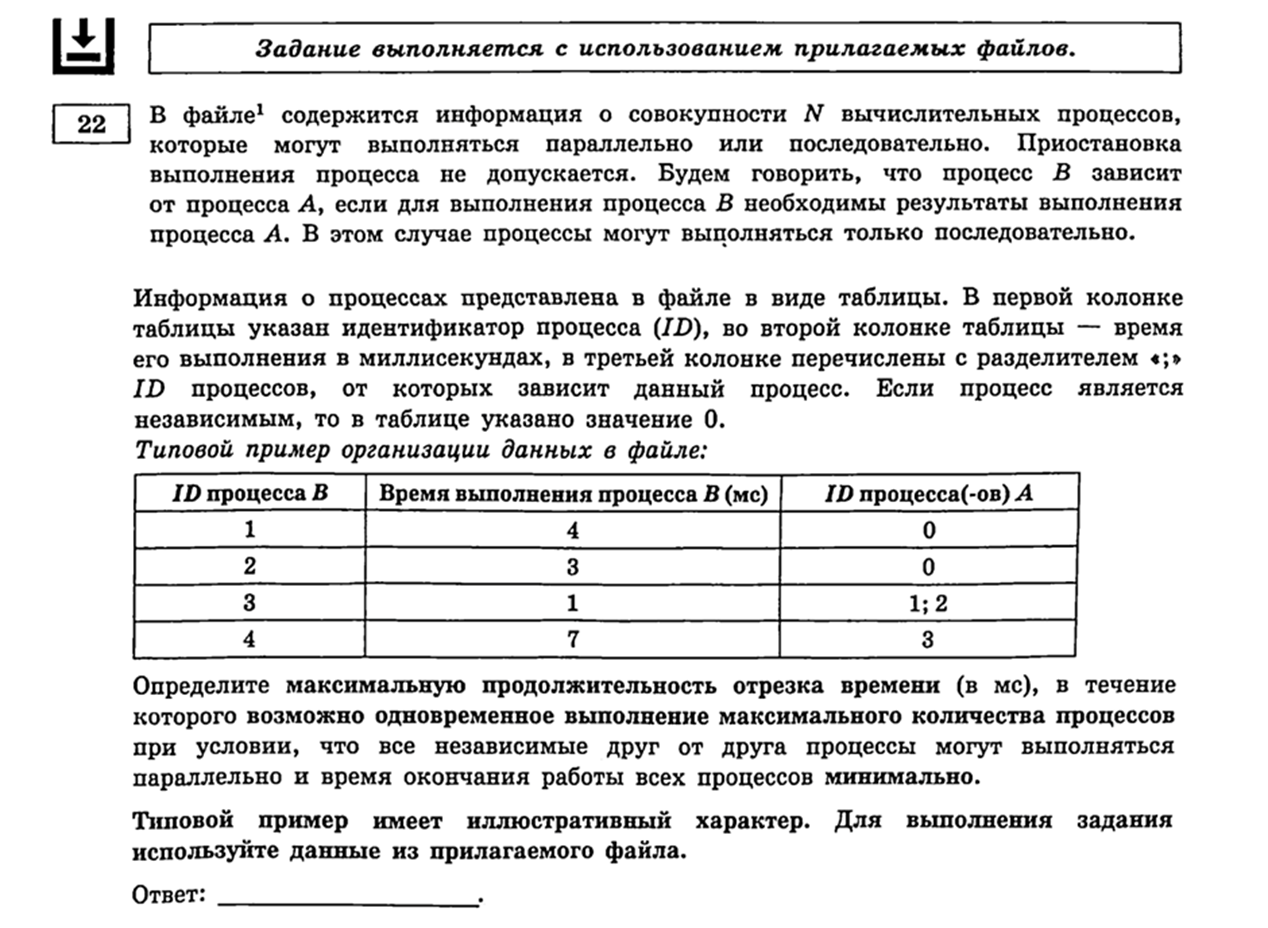 Задание выполняется с использованием прилагаемых файлов.
22
В файле¹ содержится информация о совокупности N вычислительных процессов,
которые могут выполняться параллельно или последовательно. Приостановка
выполнения процесса не допускается. Будем говорить, что процесс B зависит
от процесса A, если для выполнения процесса B необходимы результаты выполнения
процесса A. В этом случае процессы могут выполняться только последовательно.
Информация о процессах представлена в файле в виде таблицы. В первой колонке
таблицы указан идентификатор процесса (ID), во второй колонке таблицы — время
его выполнения в миллисекундах, в третьей колонке перечислены с разделителем «;»
ID процессов, от которых зависит данный процесс. Если процесс является
независимым, то в таблице указано значение 0.
Типовой пример организации данных в файле:
ID процесса B Время выполнения процесса B (мс) ID процесса(-ов) A
1 4 0
2 3 0
3 1 1; 2
4 7 3
Определите максимальную продолжительность отрезка времени (в мс), в течение
которого возможно одновременное выполнение максимального количества процессов
при условии, что все независимые друг от друга процессы могут выполняться
параллельно и время окончания работы всех процессов минимально.
Типовой пример имеет иллюстративный характер. Для выполнения задания
используйте данные из прилагаемого файла.
Ответ: .